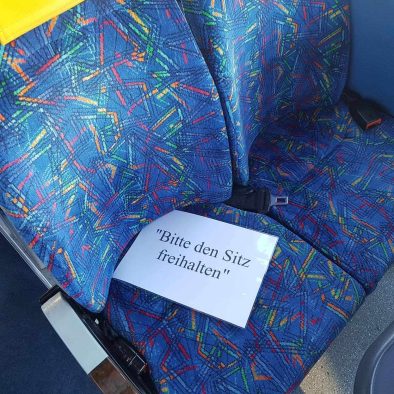 "Bitte den Sitz
freihalten"